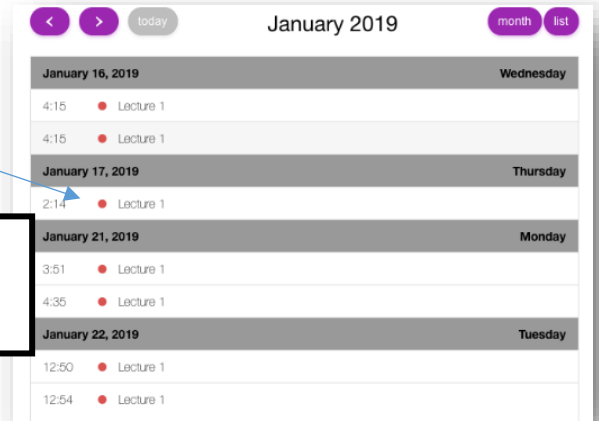 < > today January 2019 month list
January 16, 2019 Wednesday
4:15 Lecture 1
4:15 Lecture 1
January 17, 2019 Thursday
2:14 Lecture 1
January 21, 2019 Monday
3:51 Lecture 1
4:35 Lecture 1
January 22, 2019 Tuesday
12:50 Lecture 1
12:54 Lecture 1